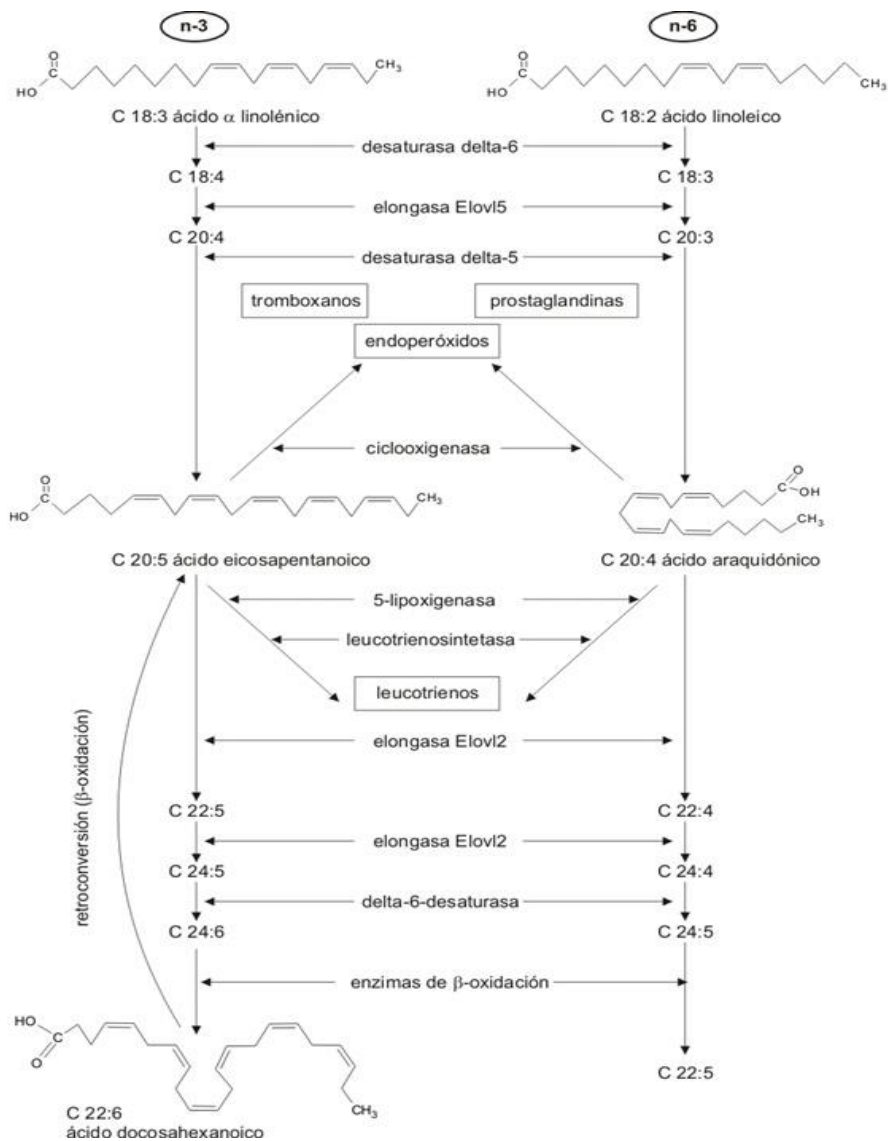 n-3
n-6
O
C
HO
CH3
O
C
HO
CH3
C 18:3 ácido α linolénico
C 18:2 ácido linoleico
desaturasa delta-6
C 18:4
C 18:3
elongasa Elovl5
C 20:4
C 20:3
desaturasa delta-5
tromboxanos
prostaglandinas
endoperóxidos
ciclooxigenasa
O
C
HO
CH3
O
C
OH
CH3
C 20:5 ácido eicosapentanoico
C 20:4 ácido araquidónico
5-lipoxigenasa
leucotrienosintetasa
leucotrienos
retroconversión (β-oxidación)
elongasa Elovl2
C 22:5
C 22:4
elongasa Elovl2
C 24:5
C 24:4
delta-6-desaturasa
C 24:6
C 24:5
enzimas de β-oxidación
HO
C
O
CH3
C 22:5
C 22:6
ácido docosahexanoico